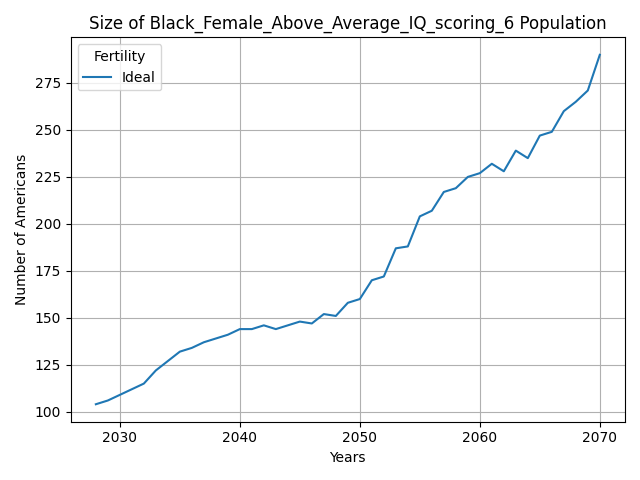 Size of Black_Female_Above_Average_IQ_scoring_6 Population
Fertility
Ideal
Number of Americans
275
250
225
200
175
150
125
100
2030 2040 2050 2060 2070
Years